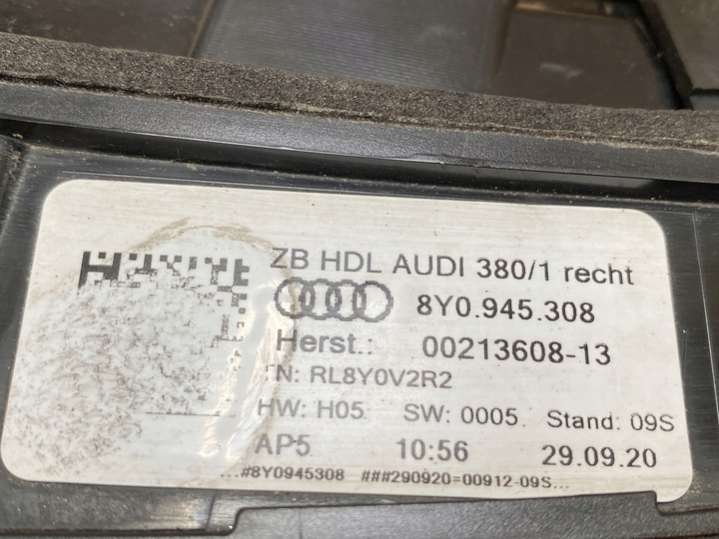 ZB HDL AUDI 380/1 recht
8Y0.945.308
Herst.: 00213608-13
TN: RL8Y0V2R2
HW: H05 SW: 0005 Stand: 09S
AP5 10:56 29.09.20
...#8Y0945308 ###290920=00912-09S...